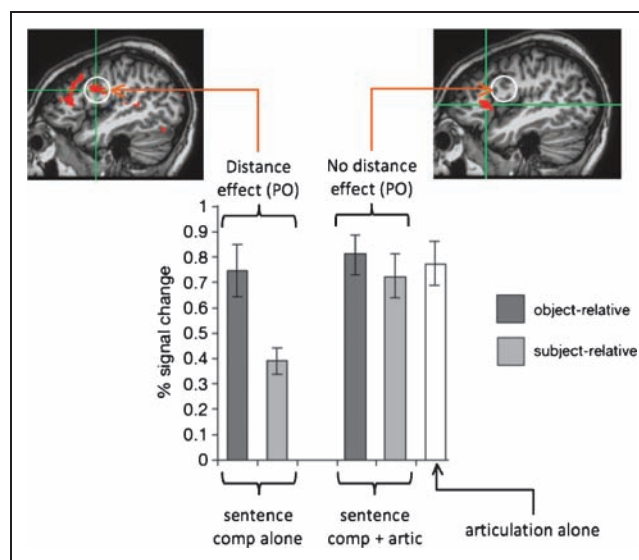 Distance
effect (PO)
No distance
effect (PO)
1
0.9
0.8
0.7
0.6
0.5
0.4
0.3
0.2
0.1
0
% signal change
object-relative
subject-relative
sentence
comp alone
sentence
comp + artic
articulation alone